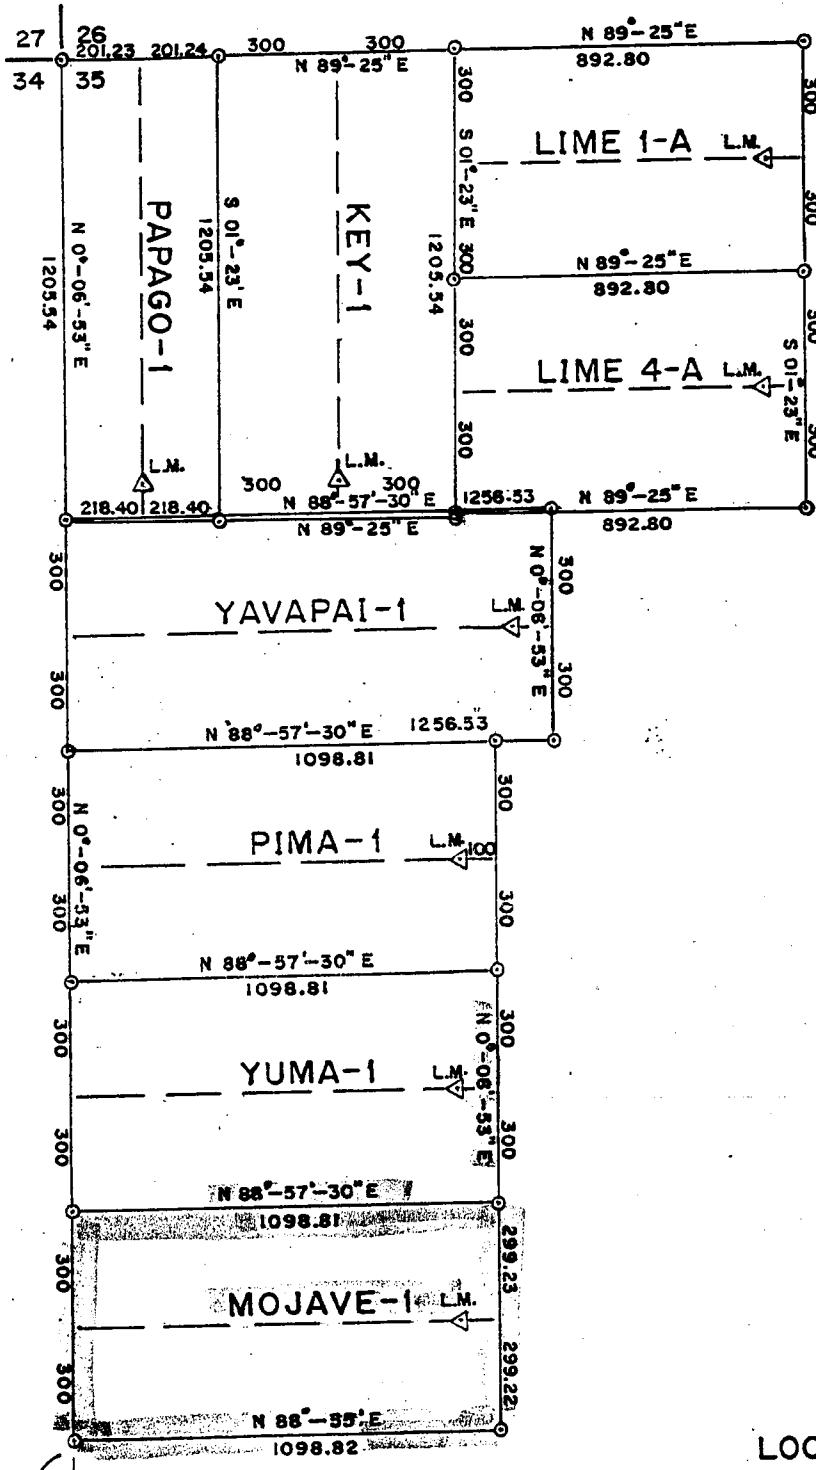 27 26
34 35
201.23 201.24
300 300
N 89°-25" E
N 89°-25" E
892.80
300
300
S 01°-23" E
300
1205.54
300
300
LIME 1-A L.M.
300
300
N 89°-25" E
892.80
LIME 4-A L.M.
300
S 01°-23" E
300
N 89°-25" E
892.80
N 0°-06'-53" E
1205.54
PAPAGO-1
L.M.
S 01°-23' E
1205.54
KEY-1
L.M.
218.40 218.40
300 300
N 88°-57'-30" E 1256.53
N 89°-25" E
300
300
YAVAPAI-1 L.M.
N 0°-06'-53" E
300
300
N 88°-57'-30" E 1256.53
1098.81
300
N 0°-06'-53" E
300
PIMA-1 L.M. 100
300
300
N 88°-57'-30" E
1098.81
300
300
YUMA-1 L.M.
N 0°-06'-53" E
300
300
N 88°-57'-30" E
1098.81
300
300
MOJAVE-1 L.M.
299.23
299.22
N 88°-55' E
1098.82
LOC